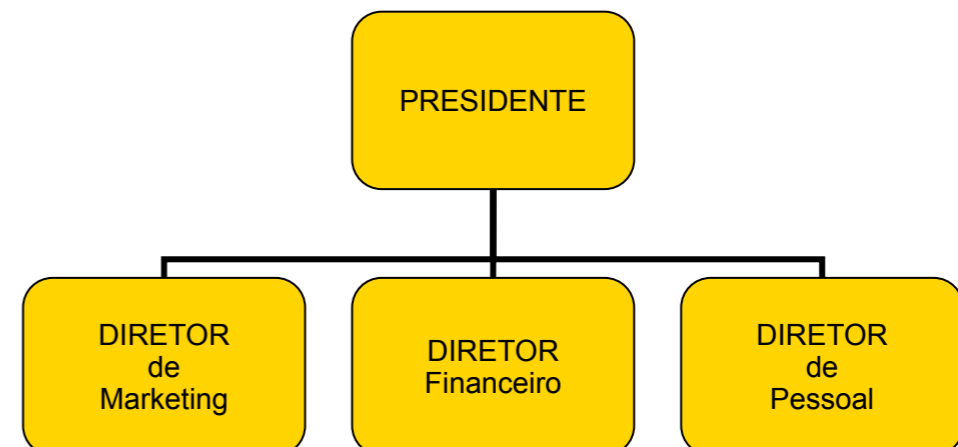 PRESIDENTE
DIRETOR
de
Marketing
DIRETOR
Financeiro
DIRETOR
de
Pessoal